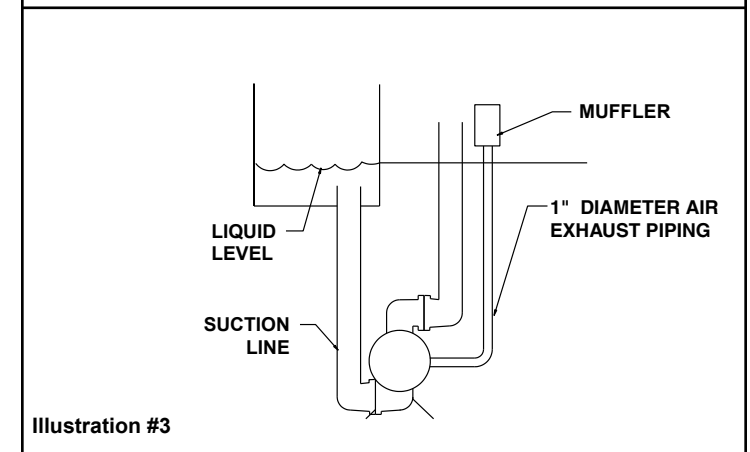 MUFFLER
1" DIAMETER AIR
EXHAUST PIPING
LIQUID
LEVEL
SUCTION
LINE
Illustration #3